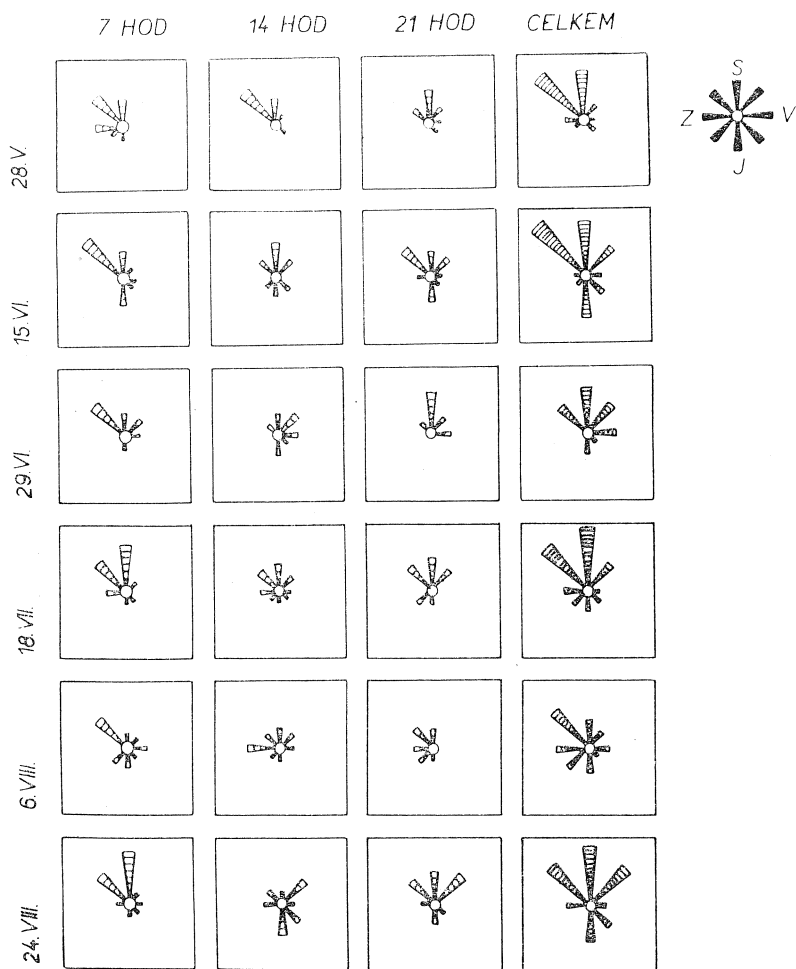 7 HOD 14 HOD 21 HOD CELKEM
S
Z V
J
28.V.
15.VI.
29.VI.
18.VII.
6.VIII.
24.VIII.